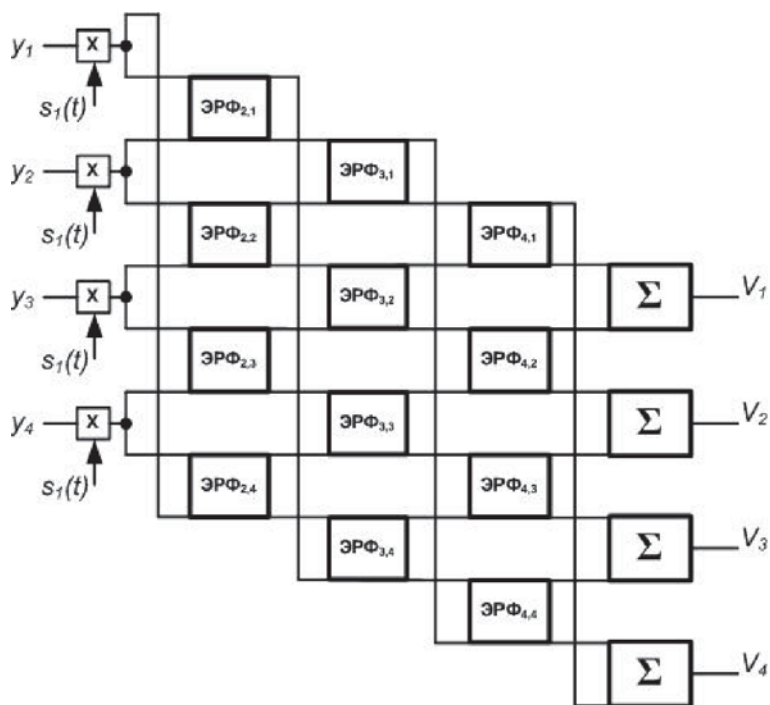 y₁
X
s₁(t)
ЭРФ₂,₁
y₂
X
ЭРФ₃,₁
s₁(t)
ЭРФ₂,₂
ЭРФ₄,₁
y₃
X
ЭРФ₃,₂
Σ
V₁
s₁(t)
ЭРФ₂,₃
ЭРФ₄,₂
y₄
X
ЭРФ₃,₃
Σ
V₂
s₁(t)
ЭРФ₂,₄
ЭРФ₄,₃
ЭРФ₃,₄
Σ
V₃
ЭРФ₄,₄
Σ
V₄